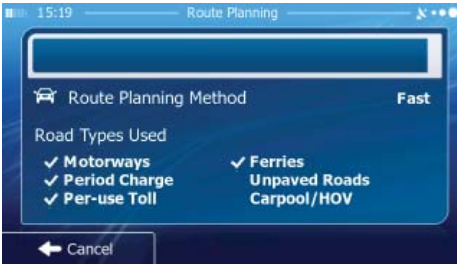 15:19 Route Planning
Route Planning Method Fast
Road Types Used
Motorways Ferries
Period Charge Unpaved Roads
Per-use Toll Carpool/HOV
Cancel